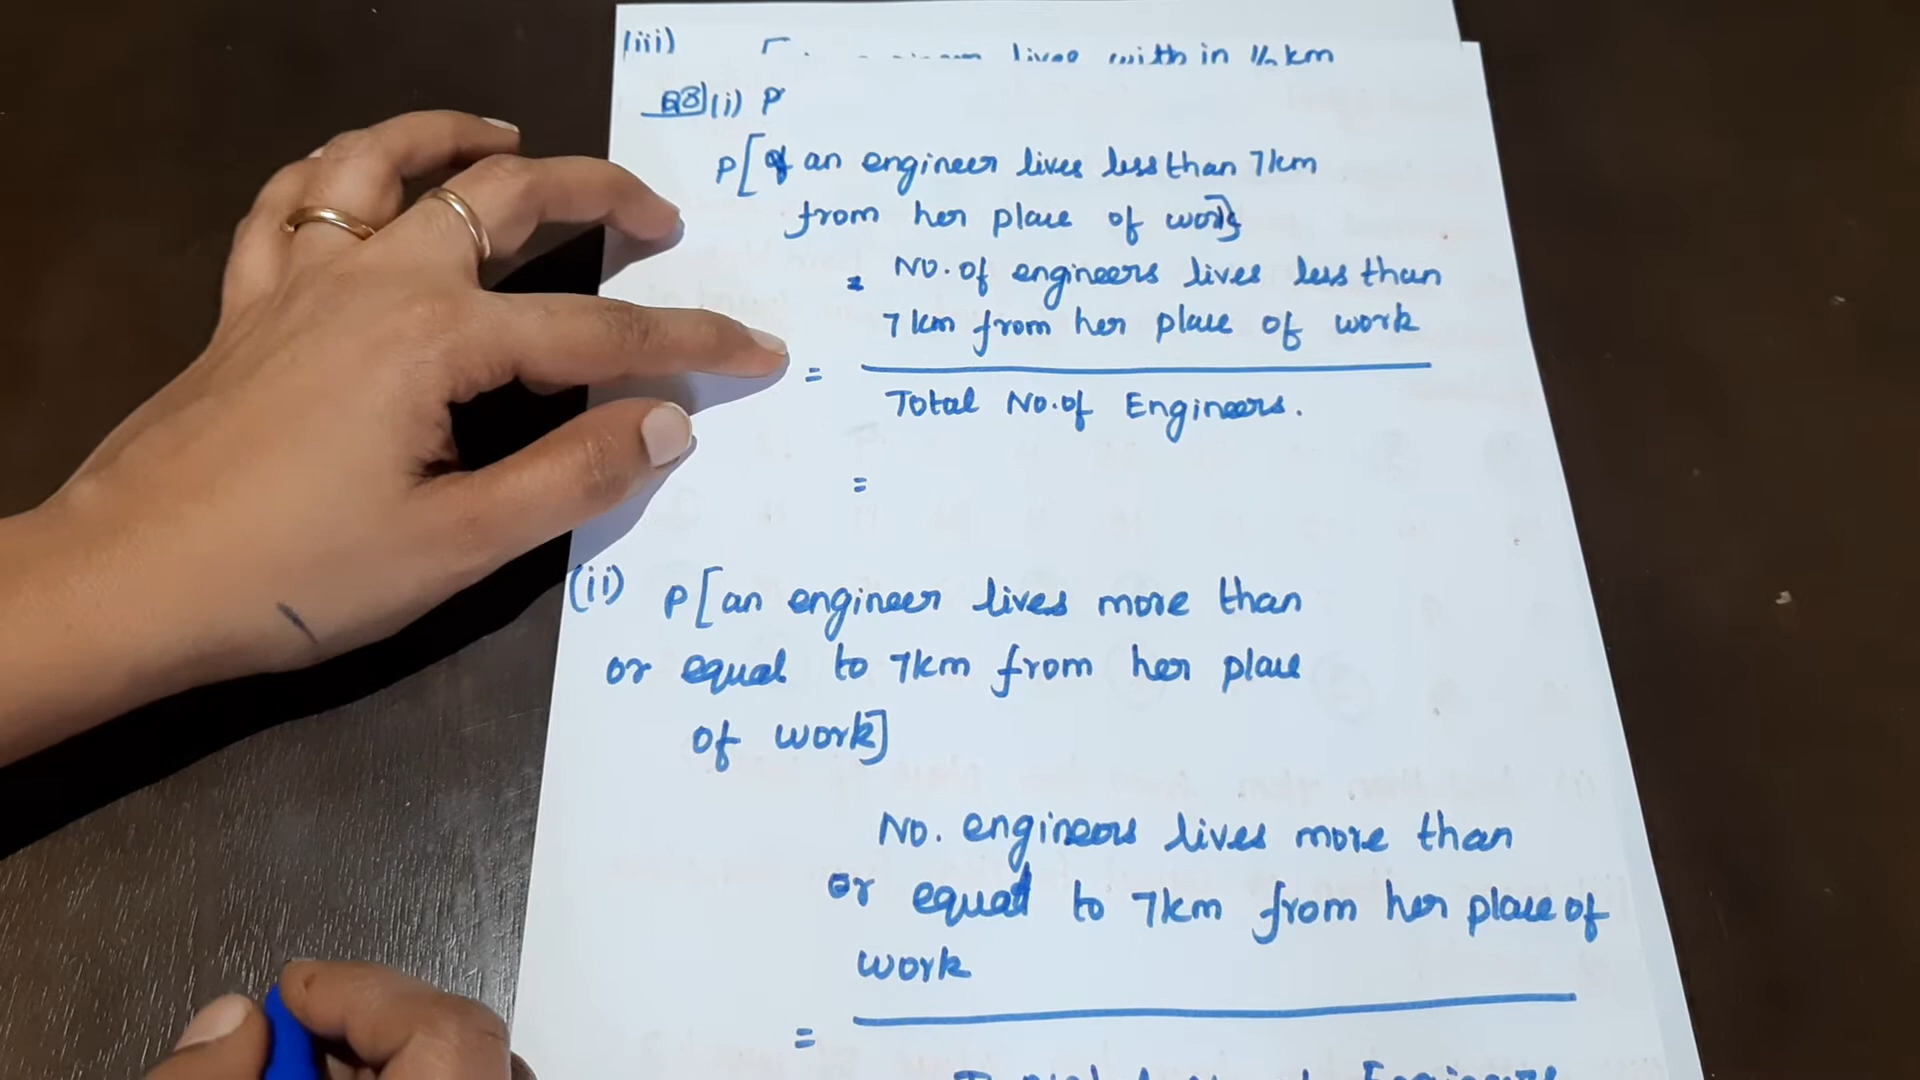 (iii) lives with in 1/2 km
Q8 (i) P
P[of an engineer lives less than 7km
from her place of work]
= No. of engineers lives less than
7 km from her place of work
=
Total No. of Engineers.
=
(ii) P[an engineer lives more than
or equal to 7km from her place
of work]
No. engineers lives more than
or equal to 7km from her place of
work
=
Engineers